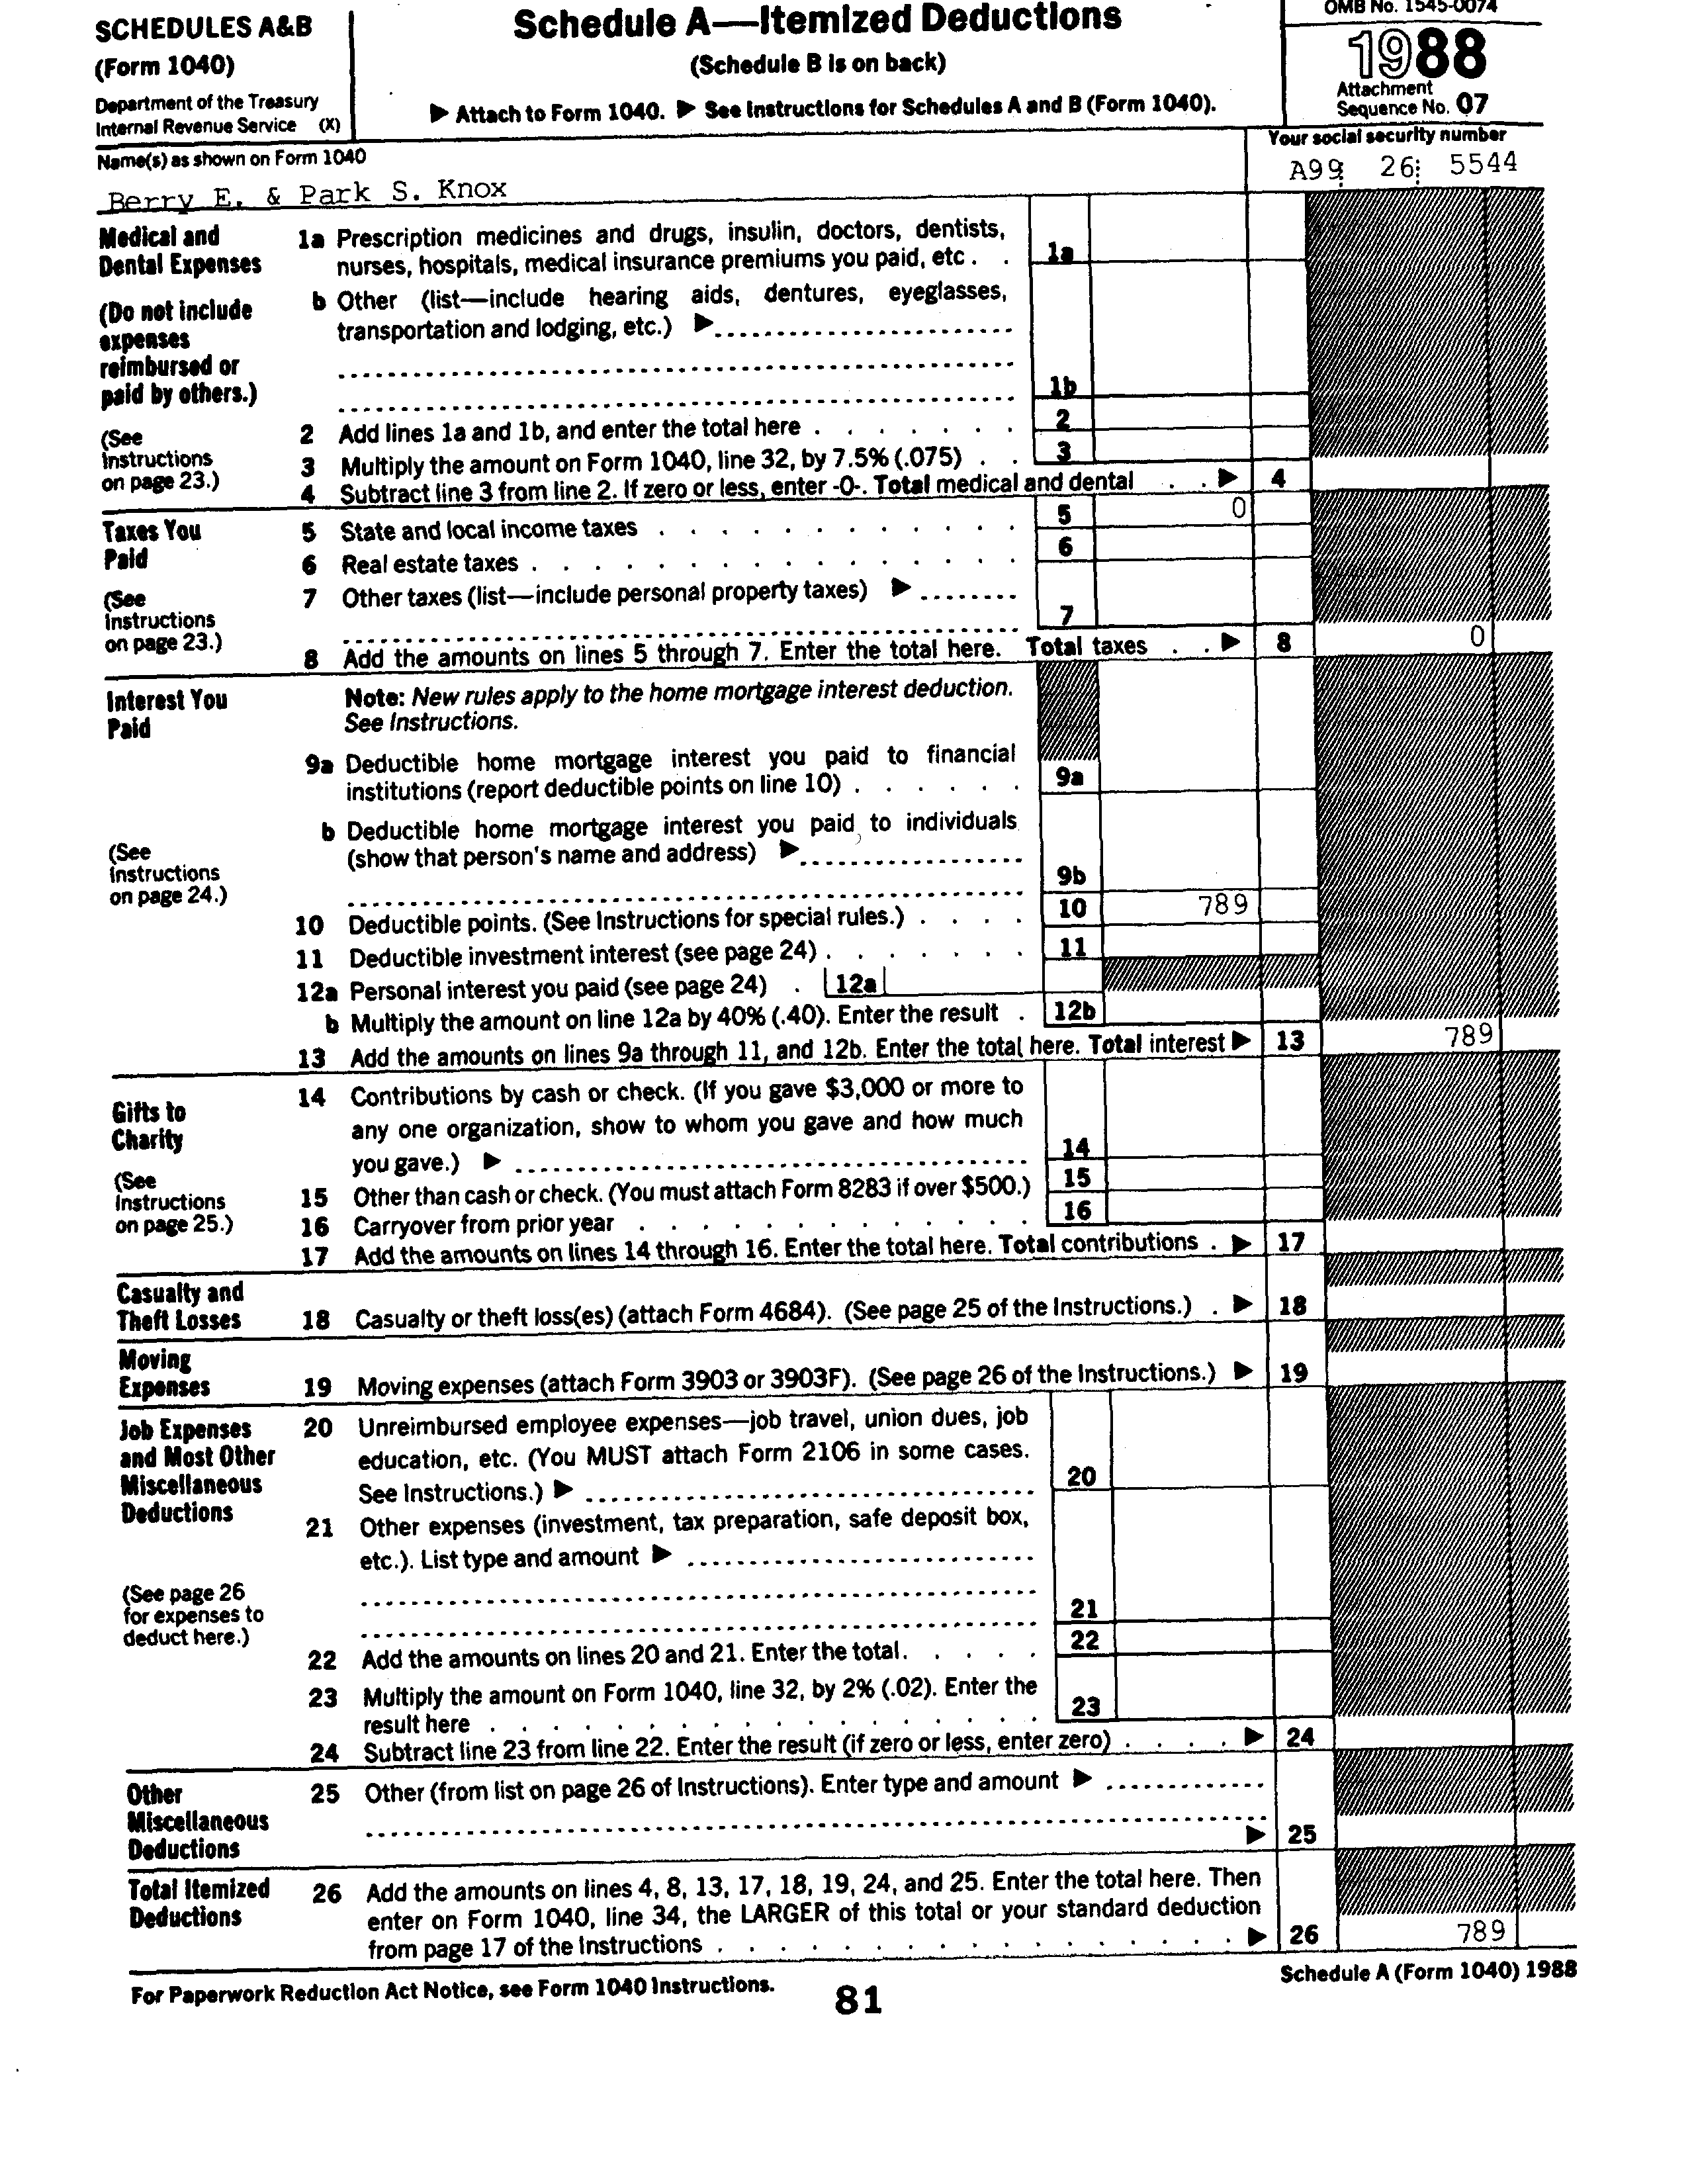 SCHEDULES A&B
(Form 1040)
Department of the Treasury
Internal Revenue Service (X)
Schedule A—Itemized Deductions
(Schedule B is on back)
▶ Attach to Form 1040. ▶ See Instructions for Schedules A and B (Form 1040).
OMB No. 1545-0074
1988
Attachment
Sequence No. 07
Name(s) as shown on Form 1040
Berry E. & Park S. Knox
Your social security number
A99 26 5544
Medical and
Dental Expenses
(Do not include
expenses
reimbursed or
paid by others.)
(See
Instructions
on page 23.)
1a Prescription medicines and drugs, insulin, doctors, dentists,
nurses, hospitals, medical insurance premiums you paid, etc. . 1a
b Other (list—include hearing aids, dentures, eyeglasses,
transportation and lodging, etc.) ▶
1b
2 Add lines 1a and 1b, and enter the total here 2
3 Multiply the amount on Form 1040, line 32, by 7.5% (.075) 3
4 Subtract line 3 from line 2. If zero or less, enter -0-. Total medical and dental ▶ 4
Taxes You
Paid
(See
Instructions
on page 23.)
5 State and local income taxes 5 0
6 Real estate taxes 6
7 Other taxes (list—include personal property taxes) ▶
7
8 Add the amounts on lines 5 through 7. Enter the total here. Total taxes ▶ 8 0
Interest You
Paid
(See
Instructions
on page 24.)
Note: New rules apply to the home mortgage interest deduction.
See Instructions.
9a Deductible home mortgage interest you paid to financial
institutions (report deductible points on line 10) 9a
b Deductible home mortgage interest you paid to individuals
(show that person's name and address) ▶
9b
10 Deductible points. (See Instructions for special rules.) 10 789
11 Deductible investment interest (see page 24) 11
12a Personal interest you paid (see page 24) 12a
b Multiply the amount on line 12a by 40% (.40). Enter the result 12b
13 Add the amounts on lines 9a through 11, and 12b. Enter the total here. Total interest ▶ 13 789
Gifts to
Charity
(See
Instructions
on page 25.)
14 Contributions by cash or check. (If you gave $3,000 or more to
any one organization, show to whom you gave and how much
you gave.) ▶ 14
15 Other than cash or check. (You must attach Form 8283 if over $500.) 15
16 Carryover from prior year 16
17 Add the amounts on lines 14 through 16. Enter the total here. Total contributions ▶ 17
Casualty and
Theft Losses
18 Casualty or theft loss(es) (attach Form 4684). (See page 25 of the Instructions.) ▶ 18
Moving
Expenses
19 Moving expenses (attach Form 3903 or 3903F). (See page 26 of the Instructions.) ▶ 19
Job Expenses
and Most Other
Miscellaneous
Deductions
(See page 26
for expenses to
deduct here.)
20 Unreimbursed employee expenses—job travel, union dues, job
education, etc. (You MUST attach Form 2106 in some cases.
See Instructions.) ▶ 20
21 Other expenses (investment, tax preparation, safe deposit box,
etc.). List type and amount ▶
21
22 Add the amounts on lines 20 and 21. Enter the total. 22
23 Multiply the amount on Form 1040, line 32, by 2% (.02). Enter the
result here 23
24 Subtract line 23 from line 22. Enter the result (if zero or less, enter zero) ▶ 24
Other
Miscellaneous
Deductions
25 Other (from list on page 26 of Instructions). Enter type and amount ▶
▶ 25
Total Itemized
Deductions
26 Add the amounts on lines 4, 8, 13, 17, 18, 19, 24, and 25. Enter the total here. Then
enter on Form 1040, line 34, the LARGER of this total or your standard deduction
from page 17 of the Instructions ▶ 26 789
For Paperwork Reduction Act Notice, see Form 1040 Instructions.
81
Schedule A (Form 1040) 1988